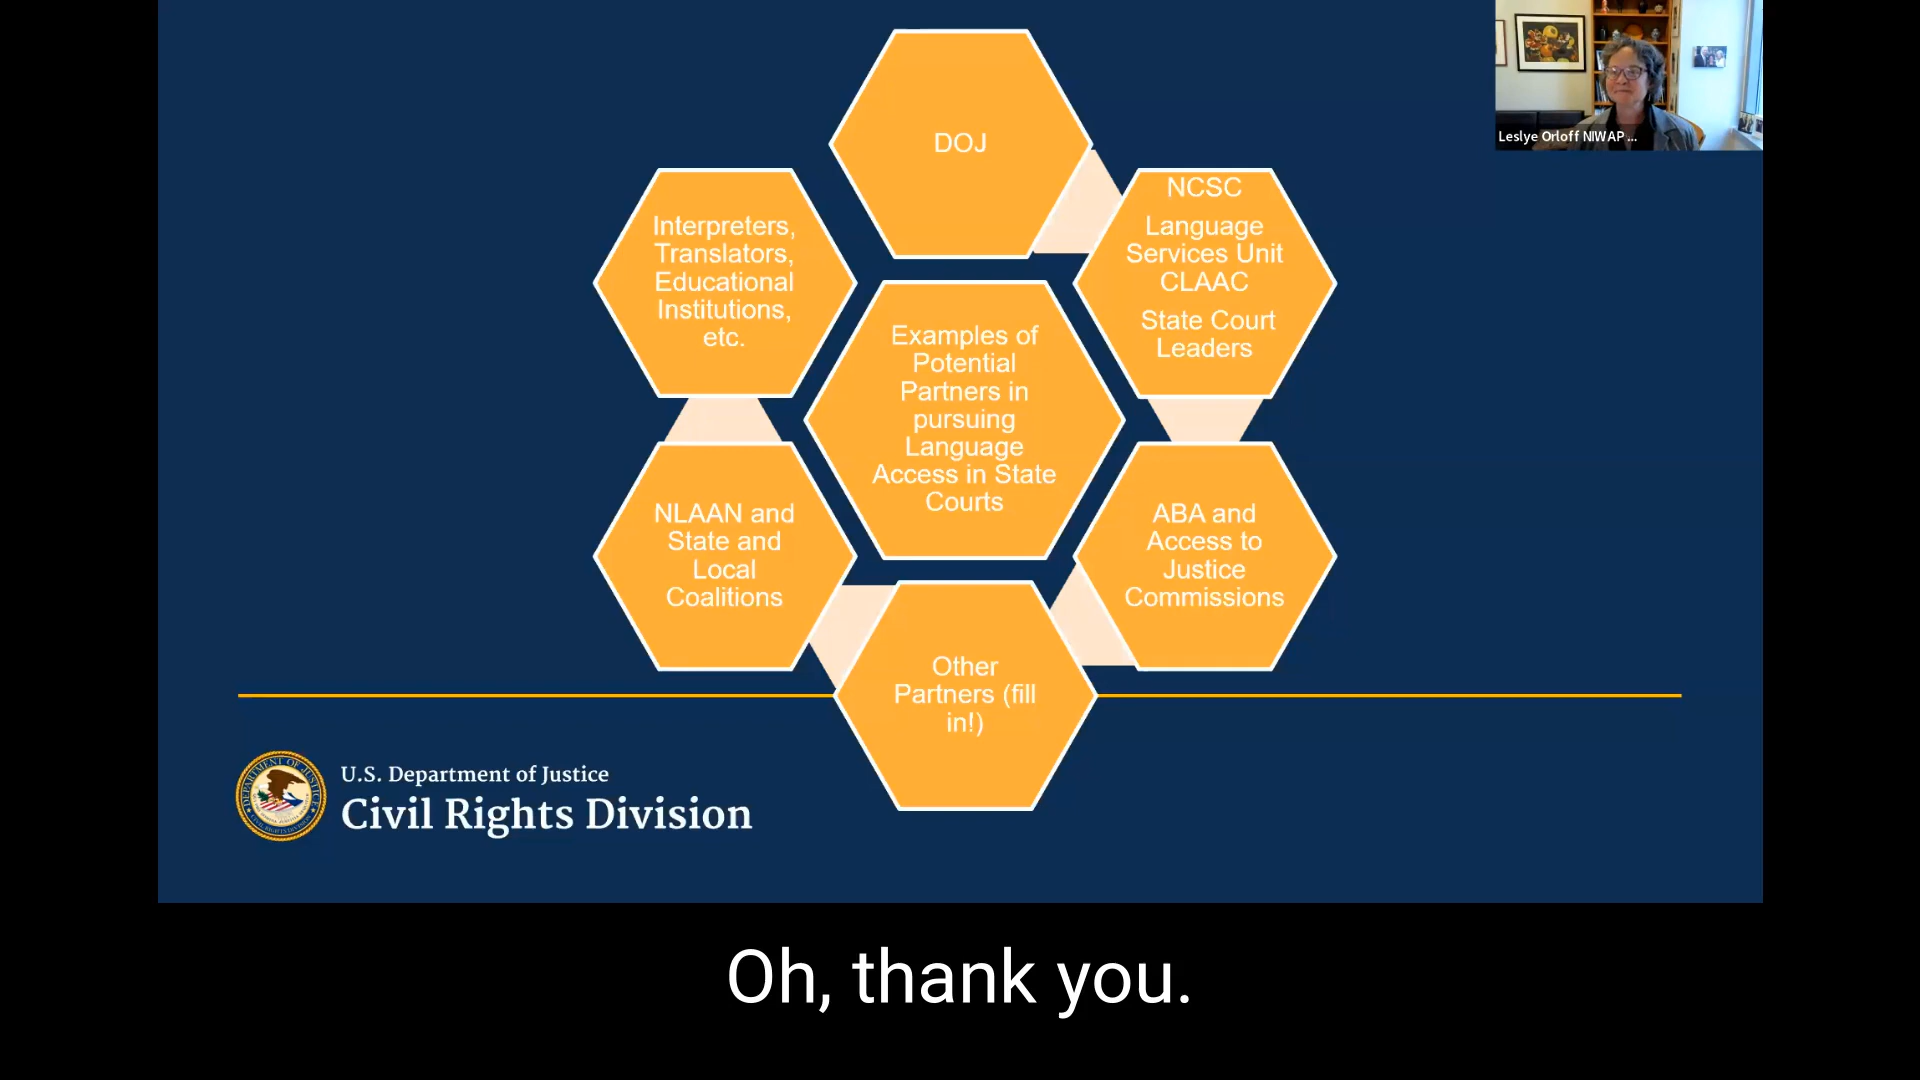 DOJ
NCSC
Language
Services Unit
CLAAC
State Court
Leaders
ABA and
Access to
Justice
Commissions
Other
Partners (fill
in!)
NLAAN and
State and
Local
Coalitions
Interpreters,
Translators,
Educational
Institutions,
etc.
Examples of
Potential
Partners in
pursuing
Language
Access in State
Courts
Leslye Orloff NIWAP ...
U.S. Department of Justice
Civil Rights Division
Oh, thank you.